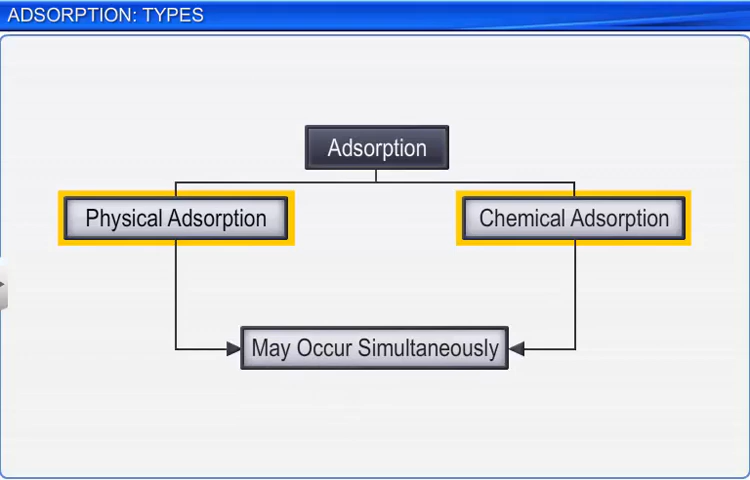 ADSORPTION: TYPES
Adsorption
Physical Adsorption
Chemical Adsorption
May Occur Simultaneously